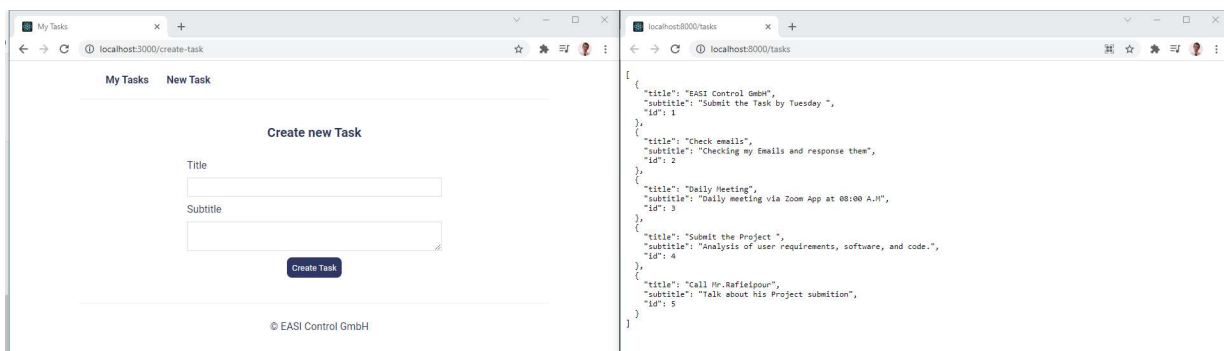 My Tasks
localhost:3000/create-task
My Tasks New Task
Create new Task
Title
Subtitle
Create Task
© EASI Control GmbH
localhost:8000/tasks
localhost:8000/tasks
[
{
"title": "EASI Control GmbH",
"subtitle": "Submit the Task by Tuesday ",
"id": 1
},
{
"title": "Check emails",
"subtitle": "Checking my Emails and response them",
"id": 2
},
{
"title": "Daily Meeting",
"subtitle": "Daily meeting via Zoom App at 08:00 A.M",
"id": 3
},
{
"title": "Submit the Project ",
"subtitle": "Analysis of user requirements, software, and code.",
"id": 4
},
{
"title": "Call Mr.Rafieipour",
"subtitle": "Talk about his Project submition",
"id": 5
}
]